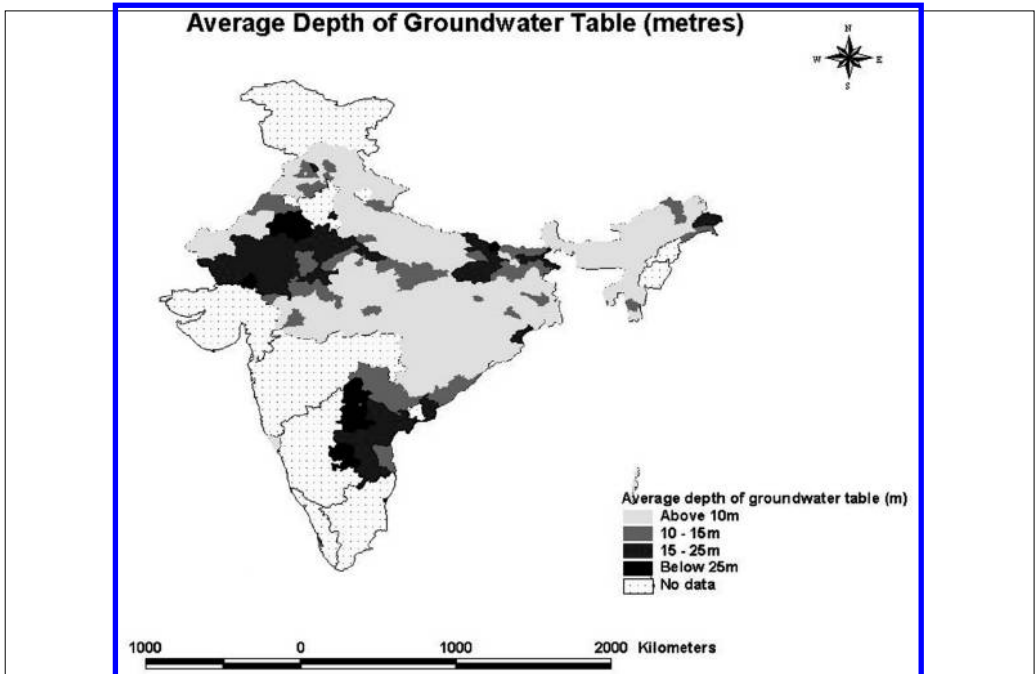 Average Depth of Groundwater Table (metres)
N
W E
S
Average depth of groundwater table (m)
Above 10m
10 - 15m
15 - 25m
Below 25m
No data
1000 0 1000 2000 Kilometers